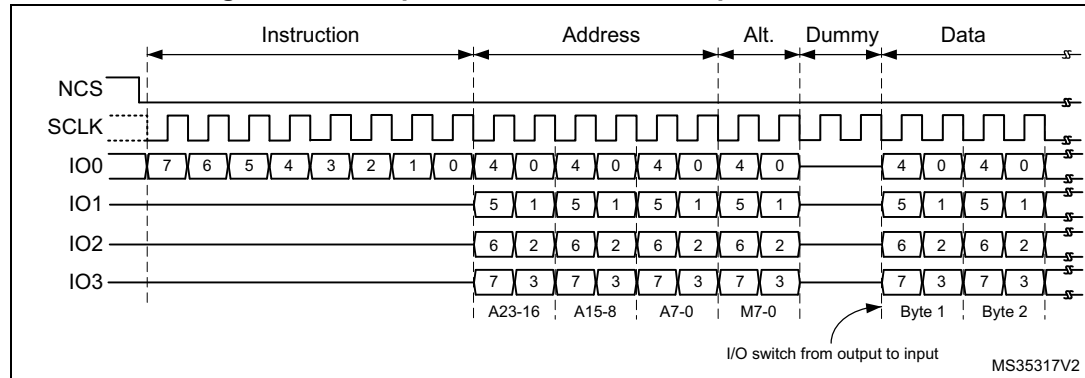 Instruction Address Alt. Dummy Data
NCS
SCLK
IO0 7 6 5 4 3 2 1 0 4 0 4 0 4 0 4 0 4 0 4 0
IO1 5 1 5 1 5 1 5 1 5 1 5 1
IO2 6 2 6 2 6 2 6 2 6 2 6 2
IO3 7 3 7 3 7 3 7 3 7 3 7 3
A23-16 A15-8 A7-0 M7-0 Byte 1 Byte 2
I/O switch from output to input
MS35317V2